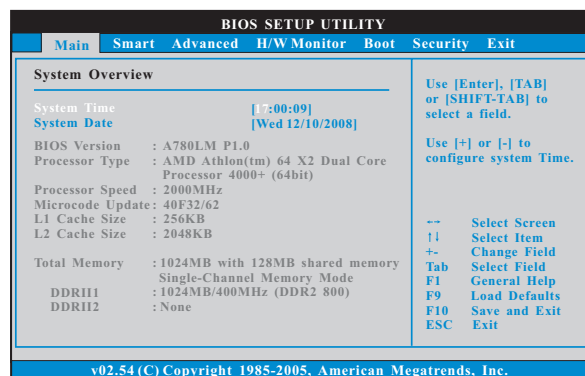 BIOS SETUP UTILITY
Main Smart Advanced H/W Monitor Boot Security Exit
System Overview
System Time [17:00:09]
System Date [Wed 12/10/2008]
BIOS Version : A780LM P1.0
Processor Type : AMD Athlon(tm) 64 X2 Dual Core
Processor 4000+ (64bit)
Processor Speed : 2000MHz
Microcode Update: 40F32/62
L1 Cache Size : 256KB
L2 Cache Size : 2048KB
Total Memory : 1024MB with 128MB shared memory
Single-Channel Memory Mode
DDRII1 : 1024MB/400MHz (DDR2 800)
DDRII2 : None
Use [Enter], [TAB]
or [SHIFT-TAB] to
select a field.
Use [+] or [-] to
configure system Time.
←→ Select Screen
↑↓ Select Item
+- Change Field
Tab Select Field
F1 General Help
F9 Load Defaults
F10 Save and Exit
ESC Exit
v02.54 (C) Copyright 1985-2005, American Megatrends, Inc.